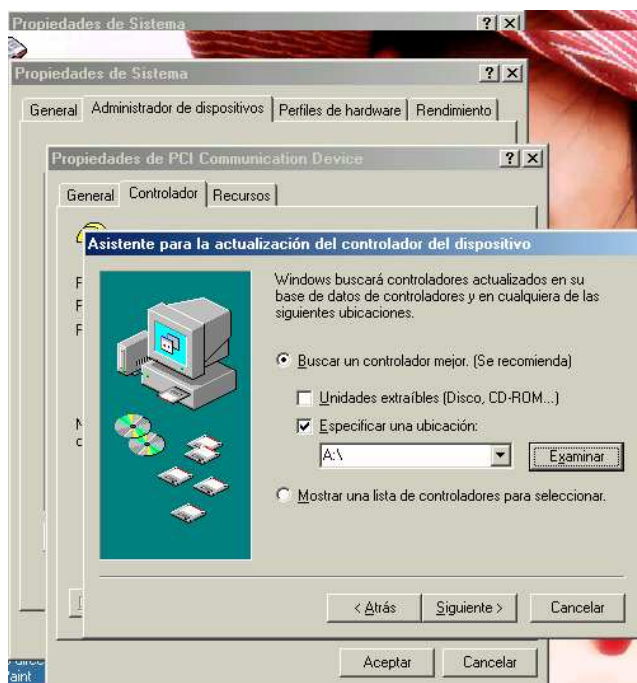 Propiedades de Sistema
Propiedades de Sistema
General Administrador de dispositivos Perfiles de hardware Rendimiento
Propiedades de PCI Communication Device
General Controlador Recursos
Asistente para la actualización del controlador del dispositivo
Windows buscará controladores actualizados en su
base de datos de controladores y en cualquiera de las
siguientes ubicaciones.
Buscar un controlador mejor. (Se recomienda)
Unidades extraíbles (Disco, CD-ROM...)
Especificar una ubicación:
A:\ Examinar
Mostrar una lista de controladores para seleccionar.
< Atrás Siguiente > Cancelar
Aceptar Cancelar